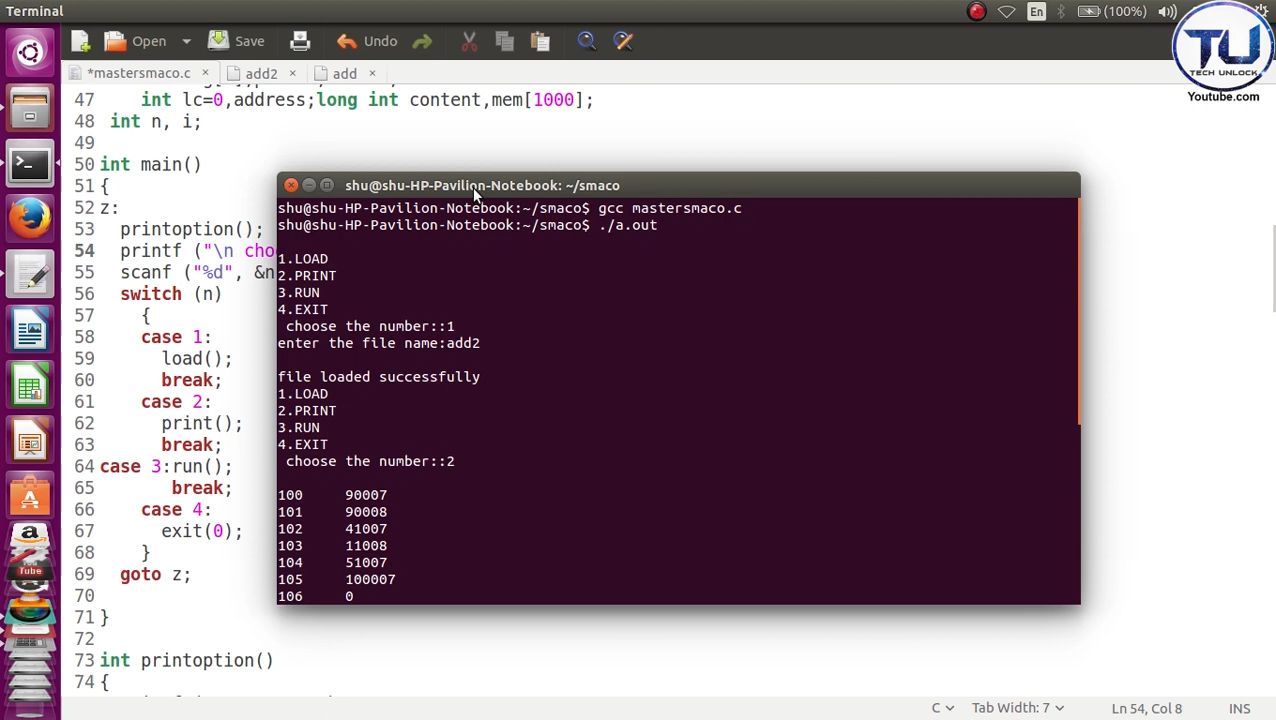 Terminal
En
(100%)
Open
Save
Undo
TU
TECH UNLOCK
Youtube.com
*mastersmaco.c × add2 × add ×
47 int lc=0,address;long int content,mem[1000];
48 int n, i;
49
50 int main()
51 {
52 z:
53 printoption();
54 printf ("\n cho
55 scanf ("%d", &n
56 switch (n)
57 {
58 case 1:
59 load();
60 break;
61 case 2:
62 print();
63 break;
64 case 3:run();
65 break;
66 case 4:
67 exit(0);
68 }
69 goto z;
70
71 }
72
73 int printoption()
74 {
shu@shu-HP-Pavilion-Notebook: ~/smaco
shu@shu-HP-Pavilion-Notebook:~/smaco$ gcc mastersmaco.c
shu@shu-HP-Pavilion-Notebook:~/smaco$ ./a.out
1.LOAD
2.PRINT
3.RUN
4.EXIT
choose the number::1
enter the file name:add2
file loaded successfully
1.LOAD
2.PRINT
3.RUN
4.EXIT
choose the number::2
100 90007
101 90008
102 41007
103 11008
104 51007
105 100007
106 0
You
Tube
C
Tab Width: 7
Ln 54, Col 8
INS